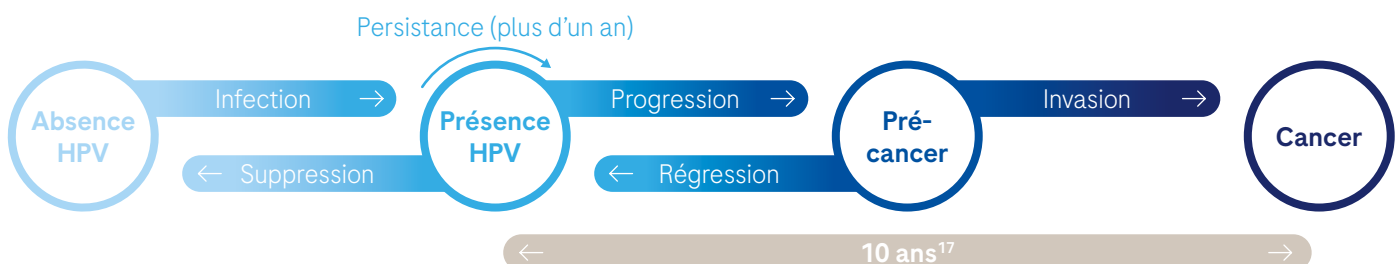 Persistance (plus d’un an)
Absence
HPV
Infection →
← Suppression
Présence
HPV
Progression →
← Régression
Pré-
cancer
Invasion →
Cancer
← 10 ans¹⁷ →